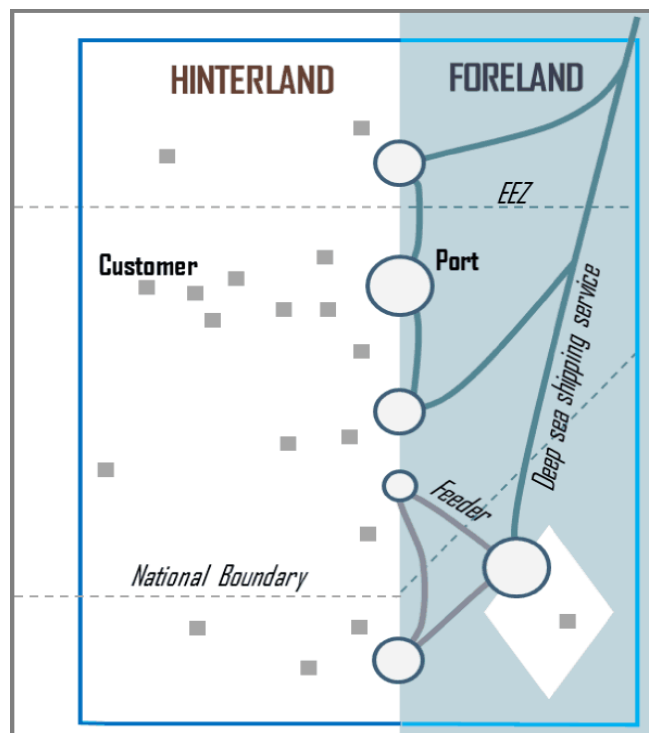 HINTERLAND
FORELAND
EEZ
Customer
Port
Deep sea shipping service
Feeder
National Boundary